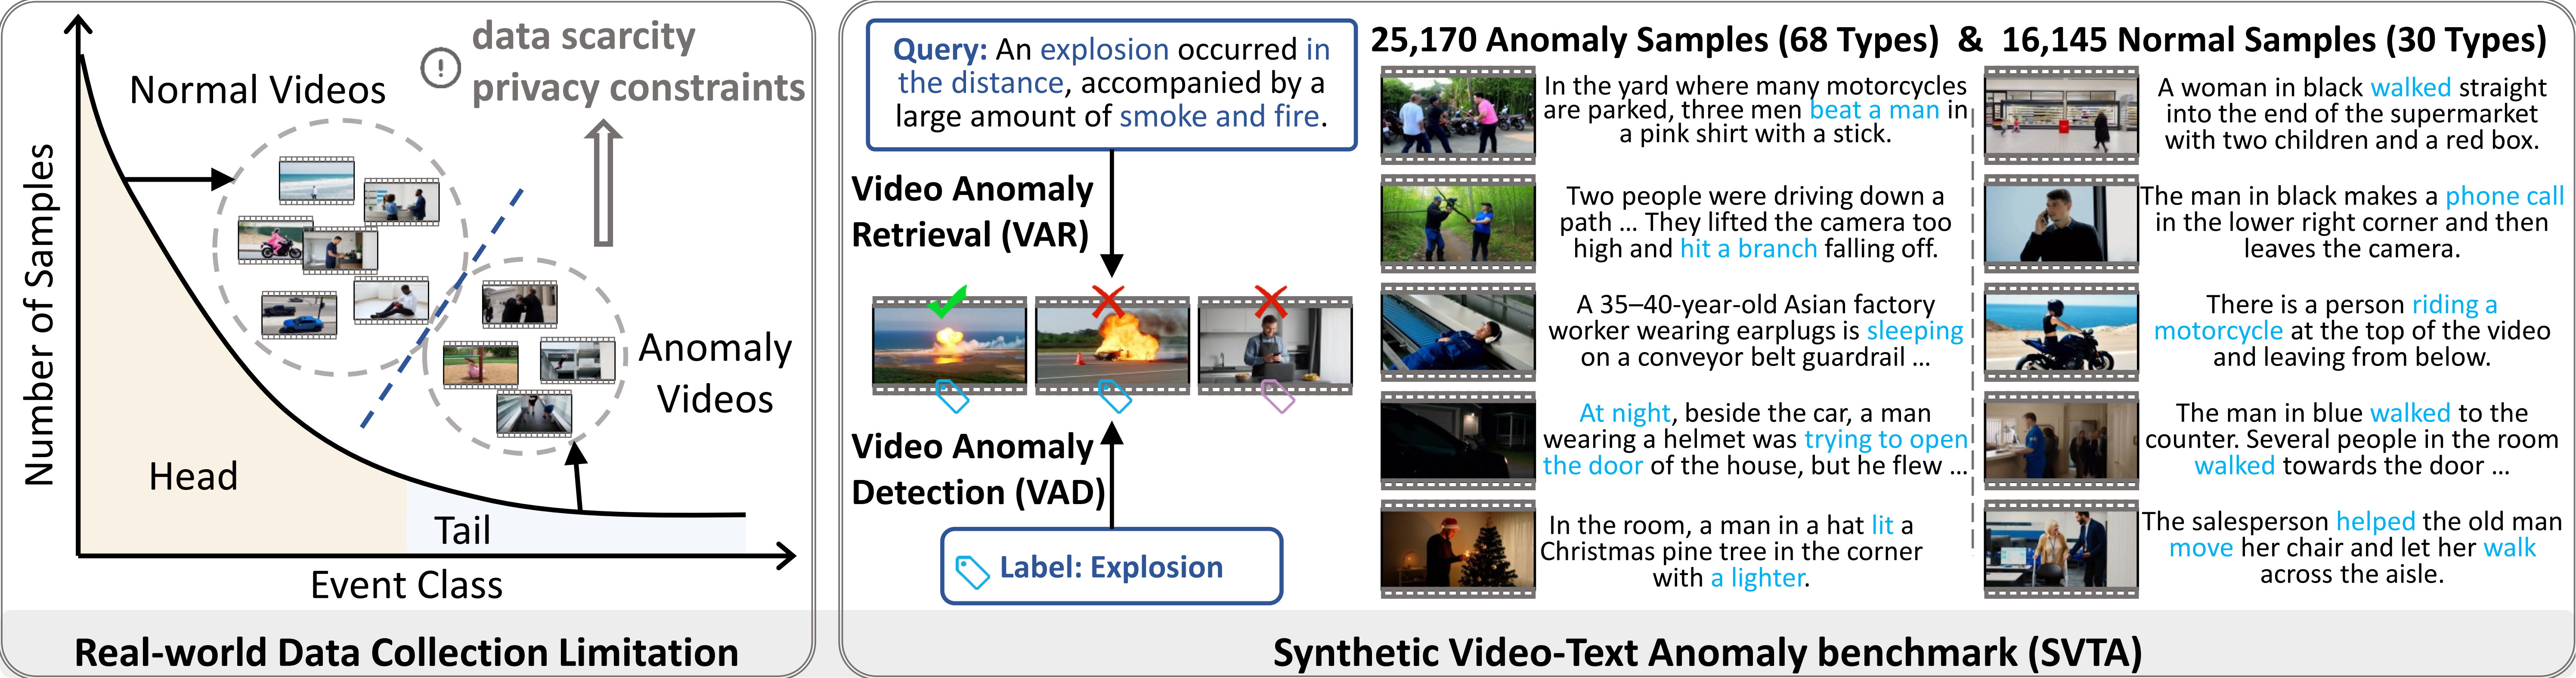 data scarcity
privacy constraints
Normal Videos
Anomaly
Videos
Number of Samples
Head
Tail
Event Class
Real-world Data Collection Limitation
Query: An explosion occurred in
the distance, accompanied by a
large amount of smoke and fire.
Video Anomaly
Retrieval (VAR)
Video Anomaly
Detection (VAD)
Label: Explosion
25,170 Anomaly Samples (68 Types) & 16,145 Normal Samples (30 Types)
In the yard where many motorcycles
are parked, three men beat a man in
a pink shirt with a stick.
Two people were driving down a
path ... They lifted the camera too
high and hit a branch falling off.
A 35–40-year-old Asian factory
worker wearing earplugs is sleeping
on a conveyor belt guardrail ...
At night, beside the car, a man
wearing a helmet was trying to open
the door of the house, but he flew ...
In the room, a man in a hat lit a
Christmas pine tree in the corner
with a lighter.
A woman in black walked straight
into the end of the supermarket
with two children and a red box.
The man in black makes a phone call
in the lower right corner and then
leaves the camera.
There is a person riding a
motorcycle at the top of the video
and leaving from below.
The man in blue walked to the
counter. Several people in the room
walked towards the door ...
The salesperson helped the old man
move her chair and let her walk
across the aisle.
Synthetic Video-Text Anomaly benchmark (SVTA)